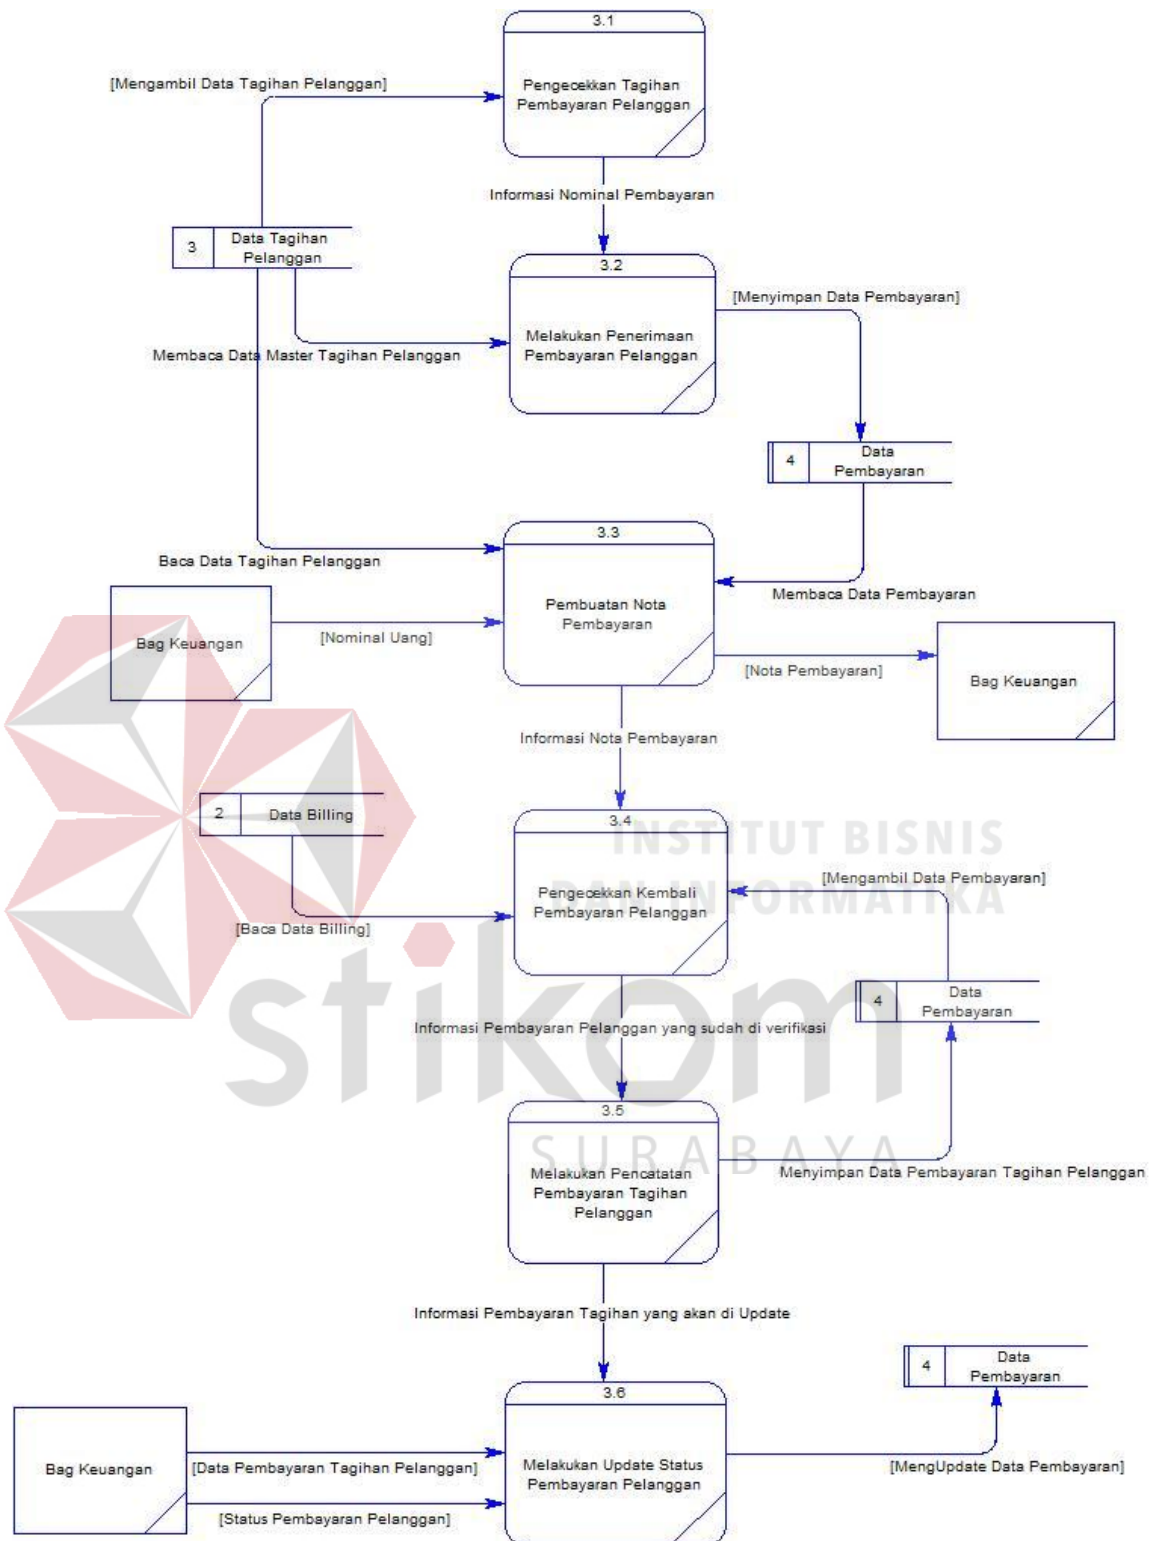 3.1
[Mengambil Data Tagihan Pelanggan]
Pengecekkan Tagihan
Pembayaran Pelanggan
Informasi Nominal Pembayaran
3
Data Tagihan
Pelanggan
3.2
[Menyimpan Data Pembayaran]
Melakukan Penerimaan
Pembayaran Pelanggan
Membaca Data Master Tagihan Pelanggan
4
Data
Pembayaran
3.3
Baca Data Tagihan Pelanggan
Membaca Data Pembayaran
Pembuatan Nota
Pembayaran
Bag Keuangan
[Nominal Uang]
[Nota Pembayaran]
Bag Keuangan
Informasi Nota Pembayaran
2
Data Billing
3.4
INSTITUT BISNIS
DAN INFORMATIKA
[Mengambil Data Pembayaran]
Pengecekkan Kembali
Pembayaran Pelanggan
[Baca Data Billing]
stikom
4
Data
Pembayaran
Informasi Pembayaran Pelanggan yang sudah di verifikasi
3.5
SURABAYA
Melakukan Pencatatan
Pembayaran Tagihan
Pelanggan
Menyimpan Data Pembayaran Tagihan Pelanggan
Informasi Pembayaran Tagihan yang akan di Update
4
Data
Pembayaran
3.6
Bag Keuangan
[Data Pembayaran Tagihan Pelanggan]
Melakukan Update Status
Pembayaran Pelanggan
[MengUpdate Data Pembayaran]
[Status Pembayaran Pelanggan]